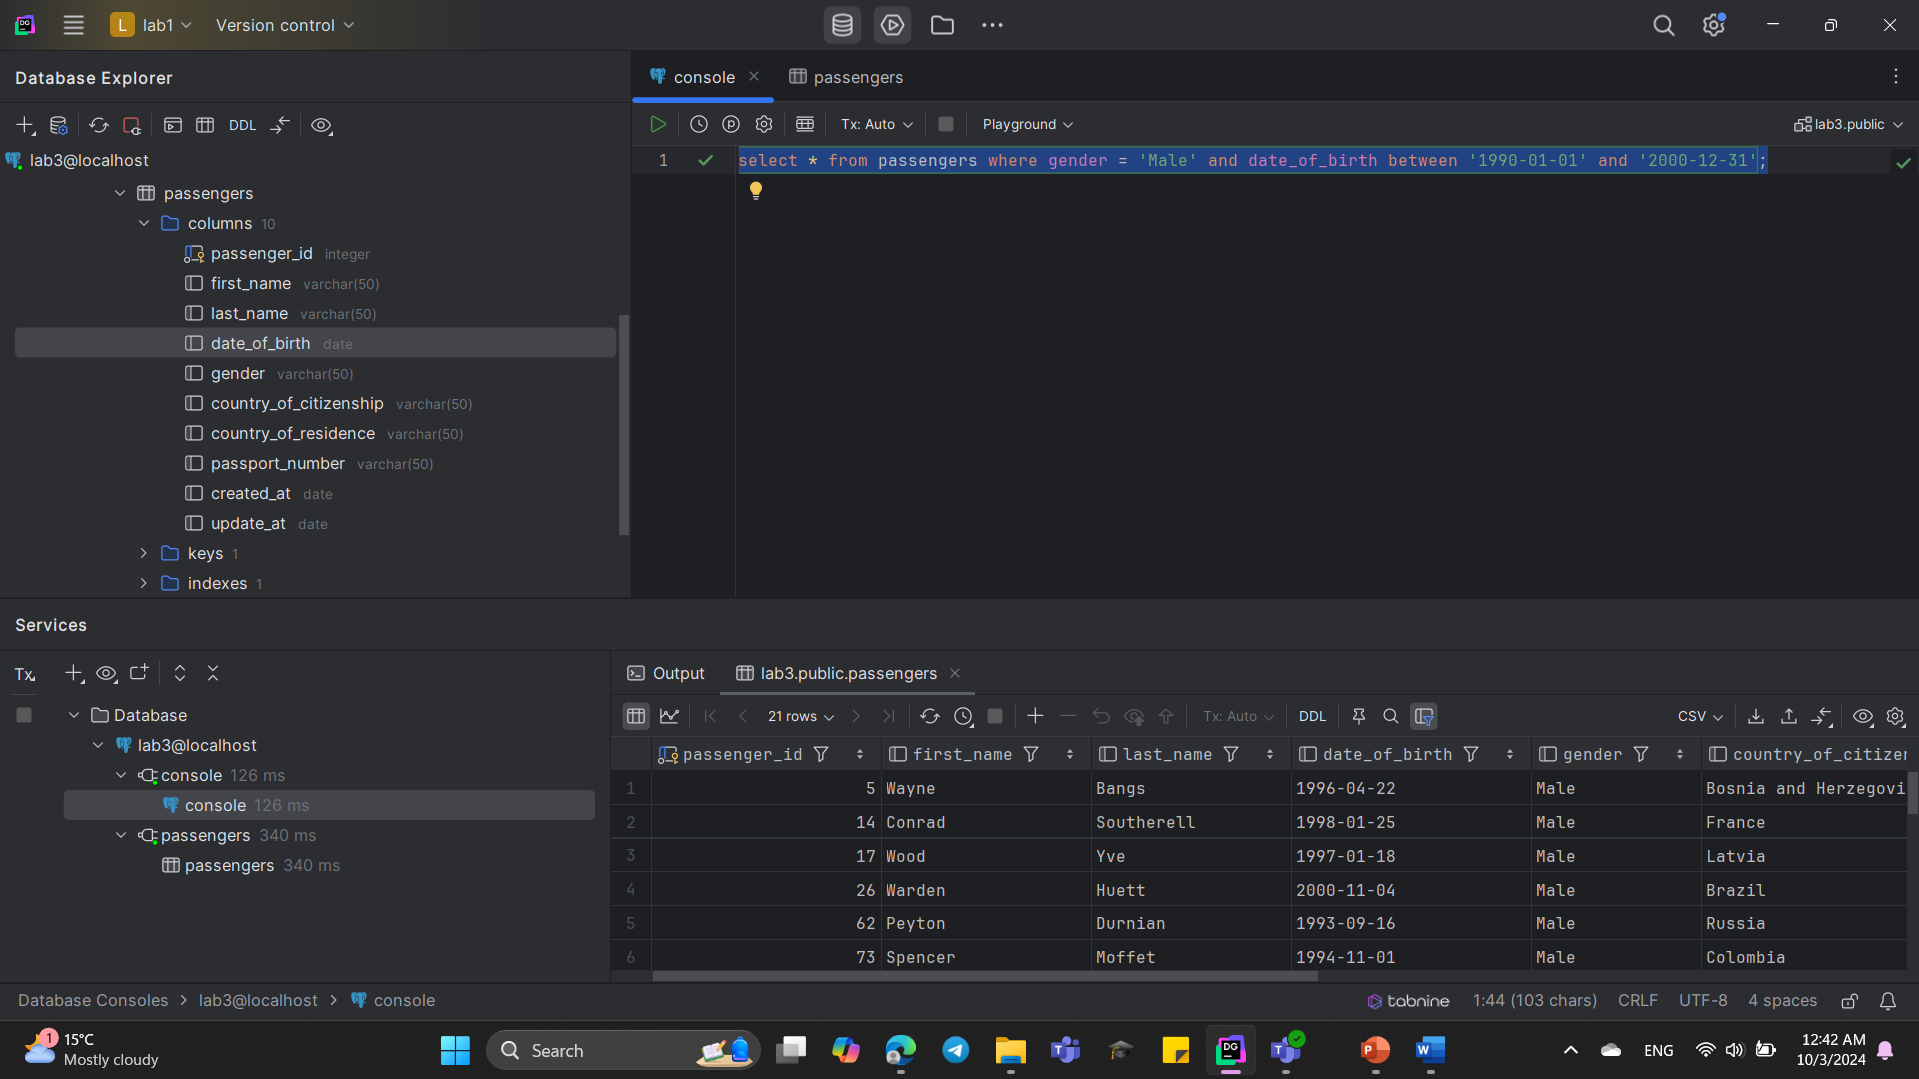 L lab1 Version control
Database Explorer
DDL
lab3@localhost
passengers
columns 10
passenger_id integer
first_name varchar(50)
last_name varchar(50)
date_of_birth date
gender varchar(50)
country_of_citizenship varchar(50)
country_of_residence varchar(50)
passport_number varchar(50)
created_at date
update_at date
keys 1
indexes 1
console passengers
Tx: Auto Playground lab3.public
1 select * from passengers where gender = 'Male' and date_of_birth between '1990-01-01' and '2000-12-31';
Services
Tx
Database
lab3@localhost
console 126 ms
console 126 ms
passengers 340 ms
passengers 340 ms
Output lab3.public.passengers
21 rows Tx: Auto DDL CSV
passenger_id first_name last_name date_of_birth gender country_of_citizen
1 5 Wayne Bangs 1996-04-22 Male Bosnia and Herzegovi
2 14 Conrad Southerell 1998-01-25 Male France
3 17 Wood Yve 1997-01-18 Male Latvia
4 26 Warden Huett 2000-11-04 Male Brazil
5 62 Peyton Durnian 1993-09-16 Male Russia
6 73 Spencer Moffet 1994-11-01 Male Colombia
Database Consoles > lab3@localhost > console tabnine 1:44 (103 chars) CRLF UTF-8 4 spaces
1 15°C
Mostly cloudy
Search
ENG
12:42 AM
10/3/2024